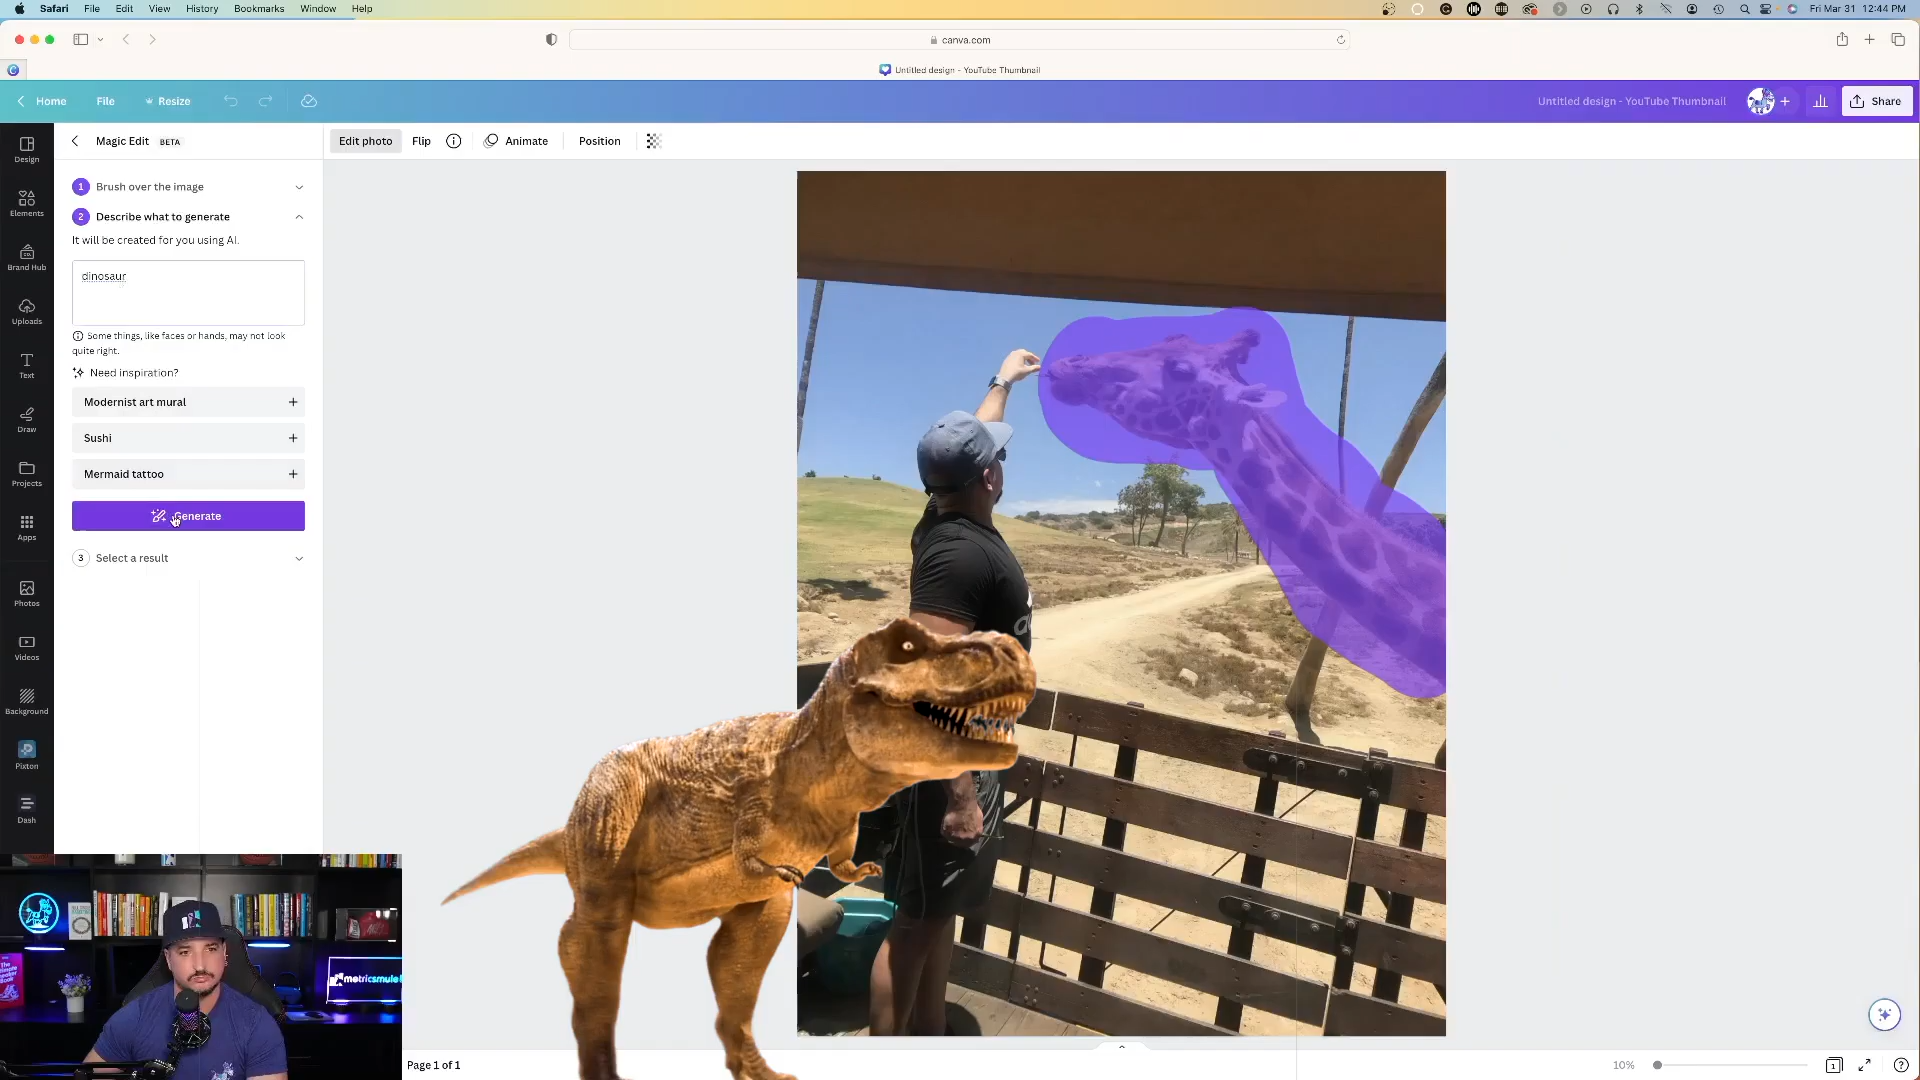 Safari File Edit View History Bookmarks Window Help
Fri Mar 31 12:44 PM
canva.com
Untitled design - YouTube Thumbnail
Home File Resize
Untitled design - YouTube Thumbnail
Share
Design
Elements
Brand Hub
Uploads
Text
Draw
Projects
Apps
Photos
Videos
Background
Pixton
Dash
Magic Edit BETA
1 Brush over the image
2 Describe what to generate
It will be created for you using AI.
dinosaur
Some things, like faces or hands, may not look
quite right.
Need inspiration?
Modernist art mural
Sushi
Mermaid tattoo
Generate
3 Select a result
Edit photo Flip Animate Position
metricsmule
Page 1 of 1
10%
1